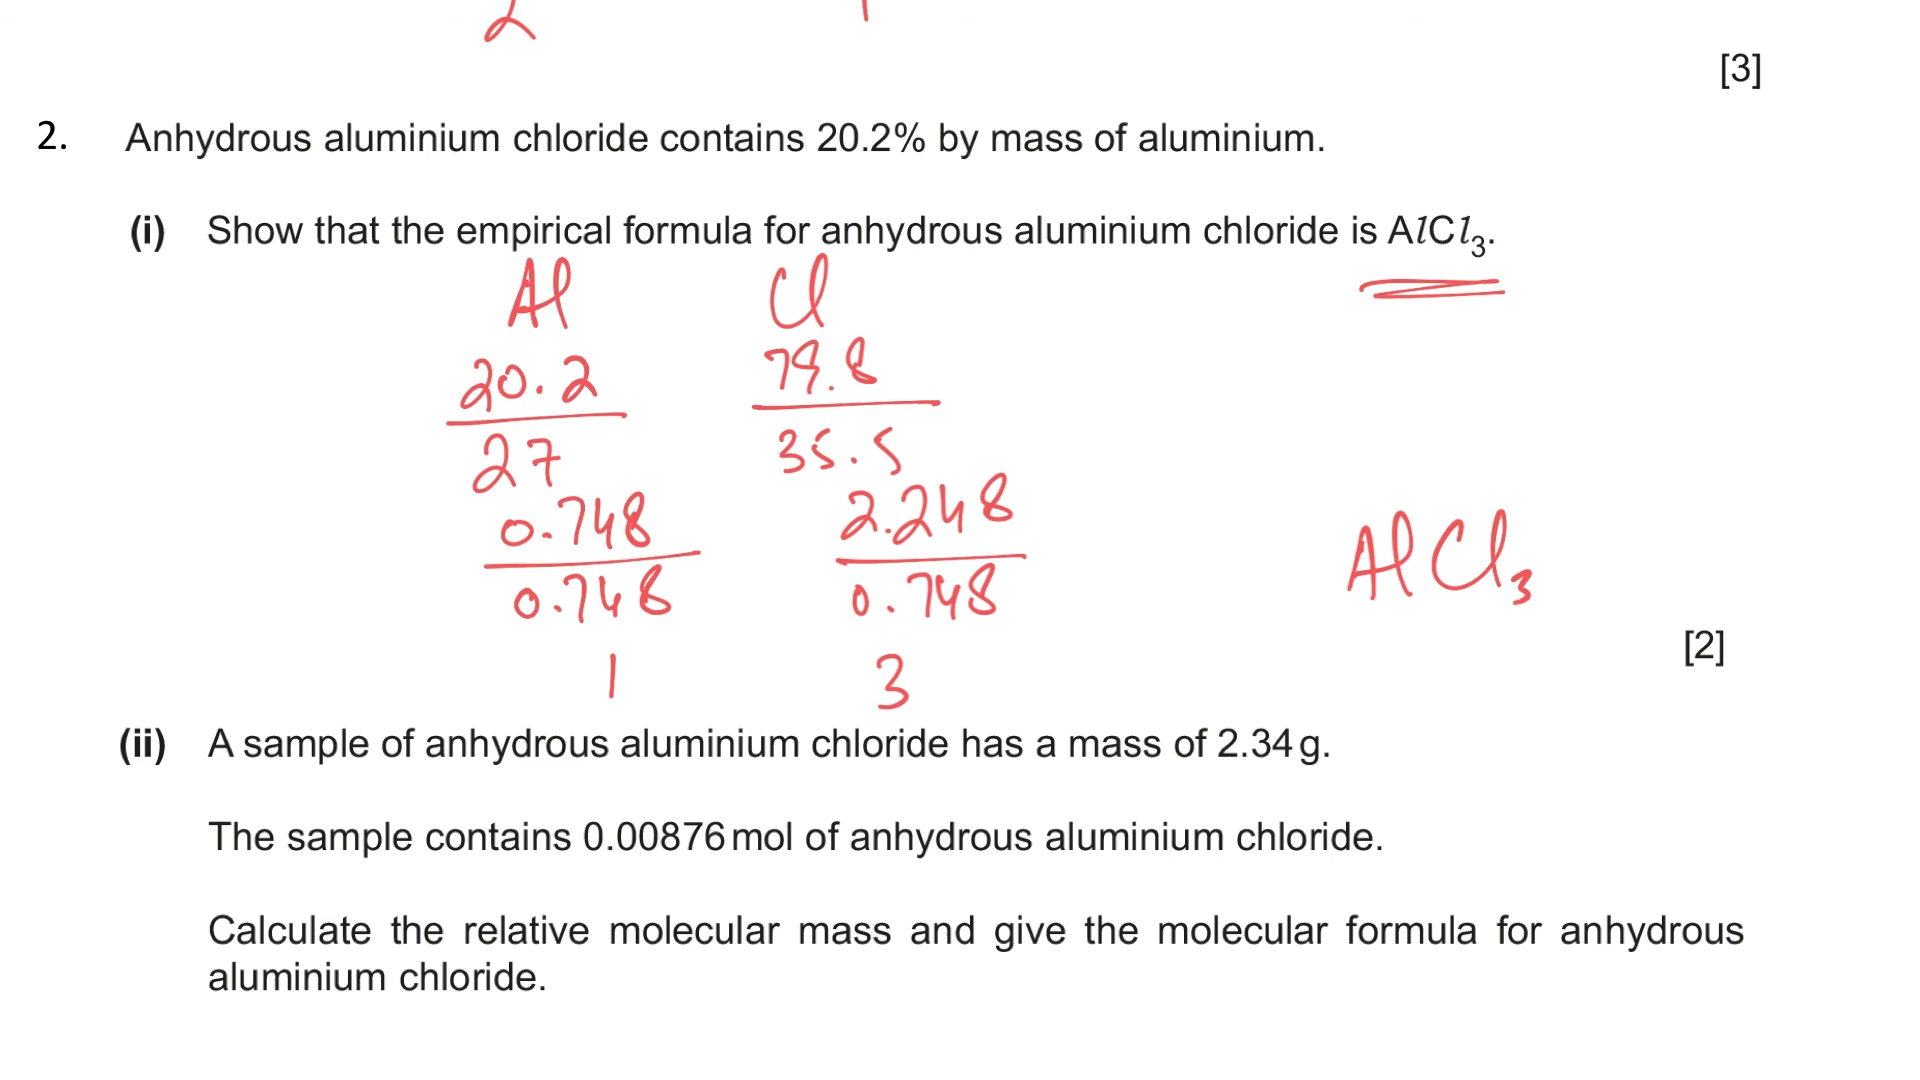 2 1
[3]
2. Anhydrous aluminium chloride contains 20.2% by mass of aluminium.
(i) Show that the empirical formula for anhydrous aluminium chloride is AlCl₃.
Al Cl
20.2 79.8
27 35.5
0.748 2.248
0.748 0.748
AlCl₃
[2]
1 3
(ii) A sample of anhydrous aluminium chloride has a mass of 2.34 g.
The sample contains 0.00876 mol of anhydrous aluminium chloride.
Calculate the relative molecular mass and give the molecular formula for anhydrous
aluminium chloride.